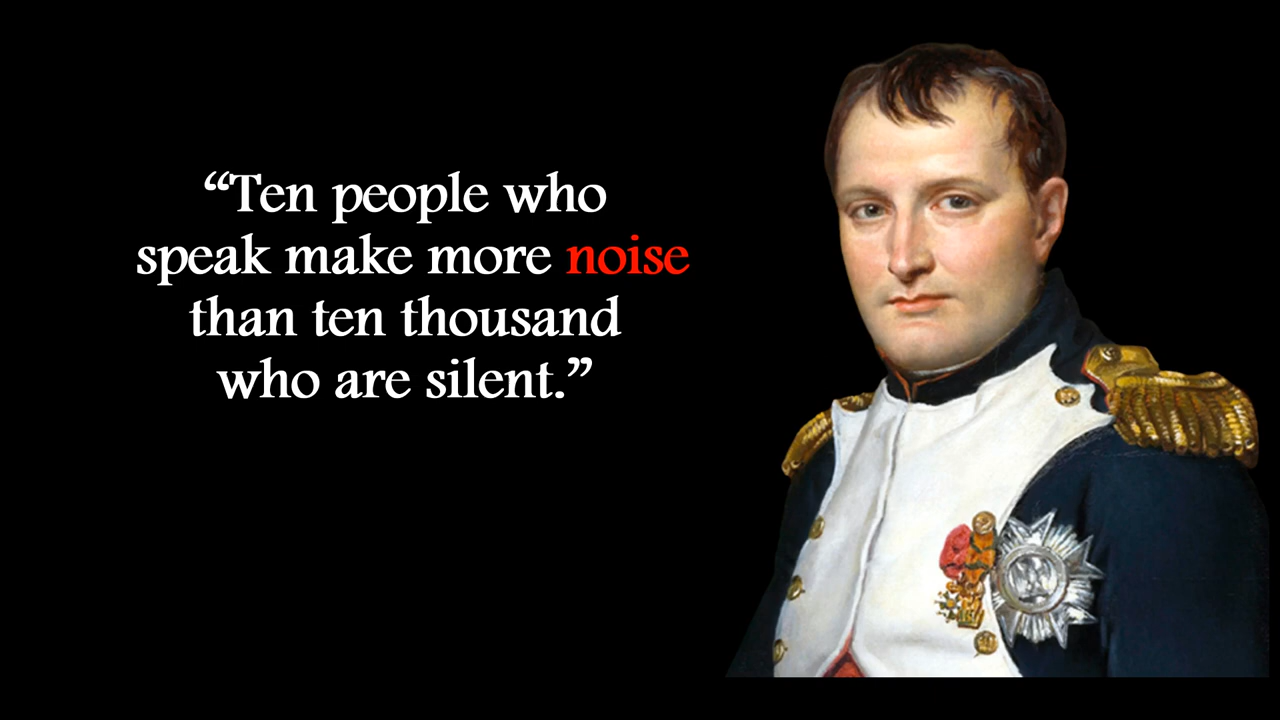 “Ten people who
speak make more noise
than ten thousand
who are silent.”